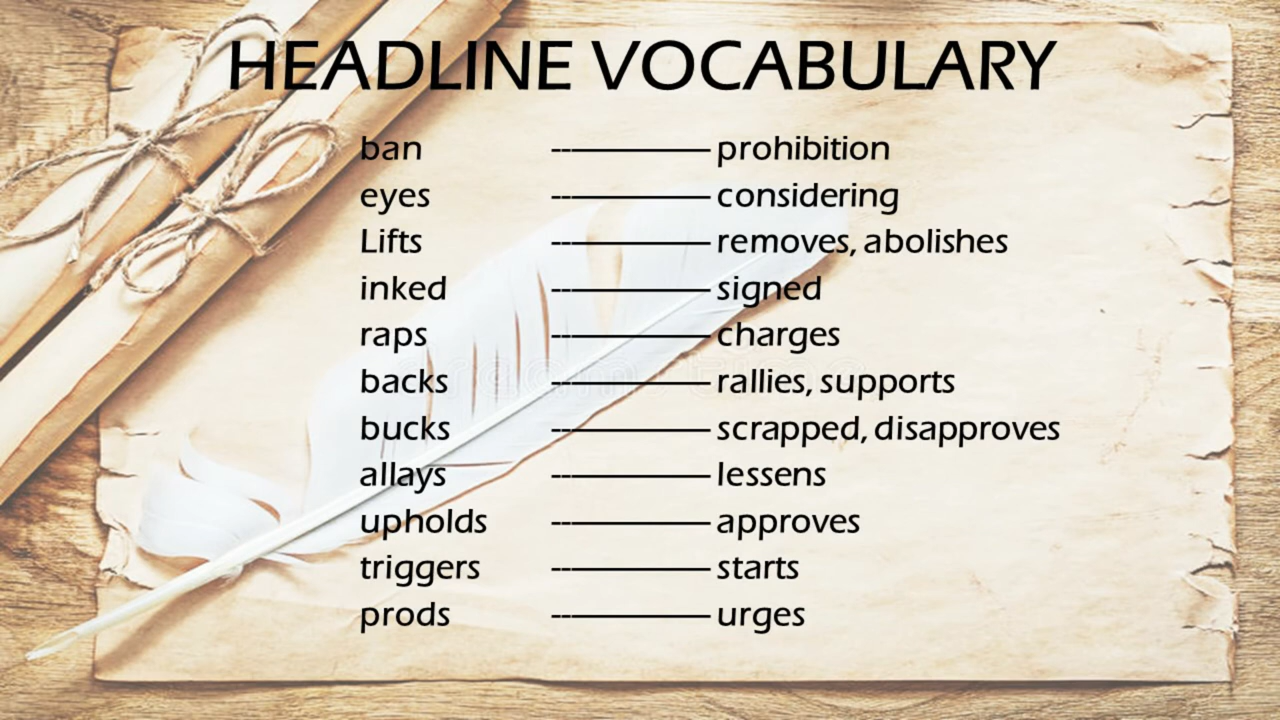 HEADLINE VOCABULARY
ban --———— prohibition
eyes --———— considering
Lifts --———— removes, abolishes
inked --———— signed
raps --———— charges
backs --———— rallies, supports
bucks --———— scrapped, disapproves
allays --———— lessens
upholds --———— approves
triggers --———— starts
prods --———— urges